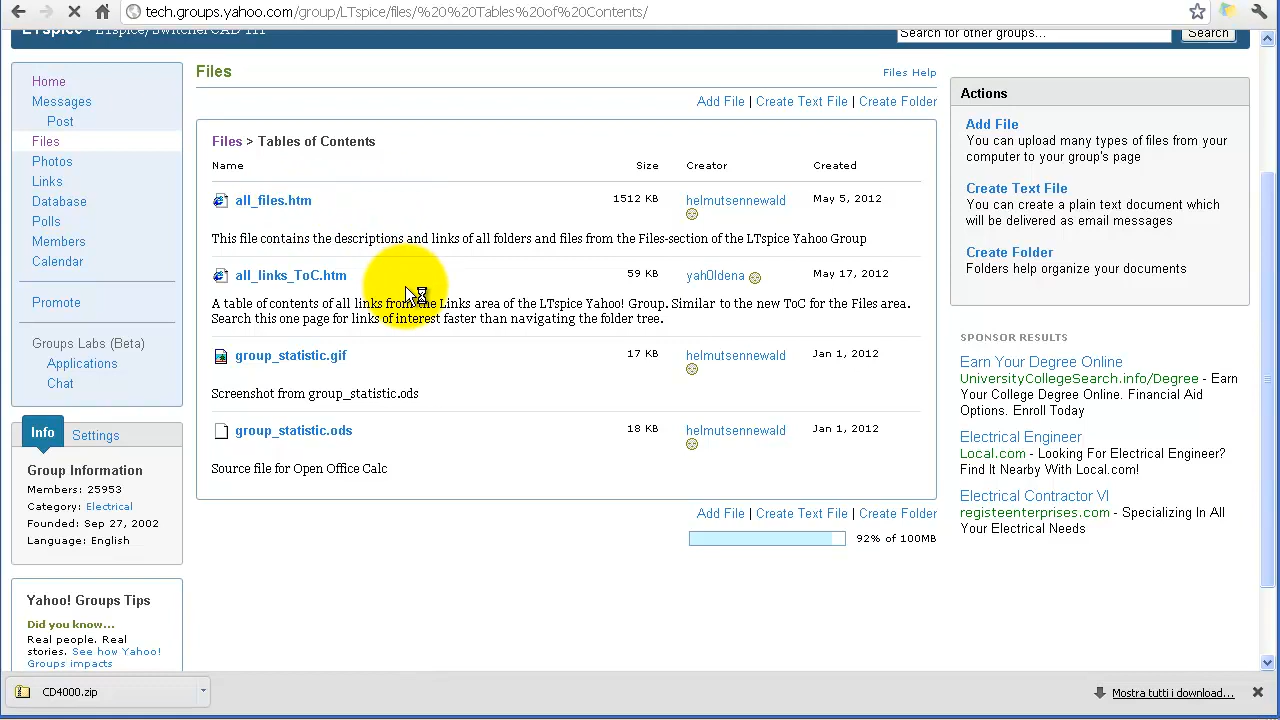 tech.groups.yahoo.com/group/LTspice/files/%20%20Tables%20of%20Contents/
LTspice · LTspice/SwitcherCAD III
Search for other groups...
Search
Home
Messages
Post
Files
Photos
Links
Database
Polls
Members
Calendar
Promote
Groups Labs (Beta)
Applications
Chat
Info
Settings
Group Information
Members: 25953
Category: Electrical
Founded: Sep 27, 2002
Language: English
Yahoo! Groups Tips
Did you know...
Real people. Real
stories. See how Yahoo!
Groups impacts
Files
Files Help
Add File | Create Text File | Create Folder
Files > Tables of Contents
Name Size Creator Created
all_files.htm 1512 KB helmutsennewald May 5, 2012
This file contains the descriptions and links of all folders and files from the Files-section of the LTspice Yahoo Group
all_links_ToC.htm 59 KB yah0ldena May 17, 2012
A table of contents of all links from the Links area of the LTspice Yahoo! Group. Similar to the new ToC for the Files area.
Search this one page for links of interest faster than navigating the folder tree.
group_statistic.gif 17 KB helmutsennewald Jan 1, 2012
Screenshot from group_statistic.ods
group_statistic.ods 18 KB helmutsennewald Jan 1, 2012
Source file for Open Office Calc
Add File | Create Text File | Create Folder
92% of 100MB
Actions
Add File
You can upload many types of files from your
computer to your group's page
Create Text File
You can create a plain text document which
will be delivered as email messages
Create Folder
Folders help organize your documents
SPONSOR RESULTS
Earn Your Degree Online
UniversityCollegeSearch.info/Degree - Earn
Your College Degree Online. Financial Aid
Options. Enroll Today
Electrical Engineer
Local.com - Looking For Electrical Engineer?
Find It Nearby With Local.com!
Electrical Contractor VI
registeenterprises.com - Specializing In All
Your Electrical Needs
CD4000.zip
Mostra tutti i download...